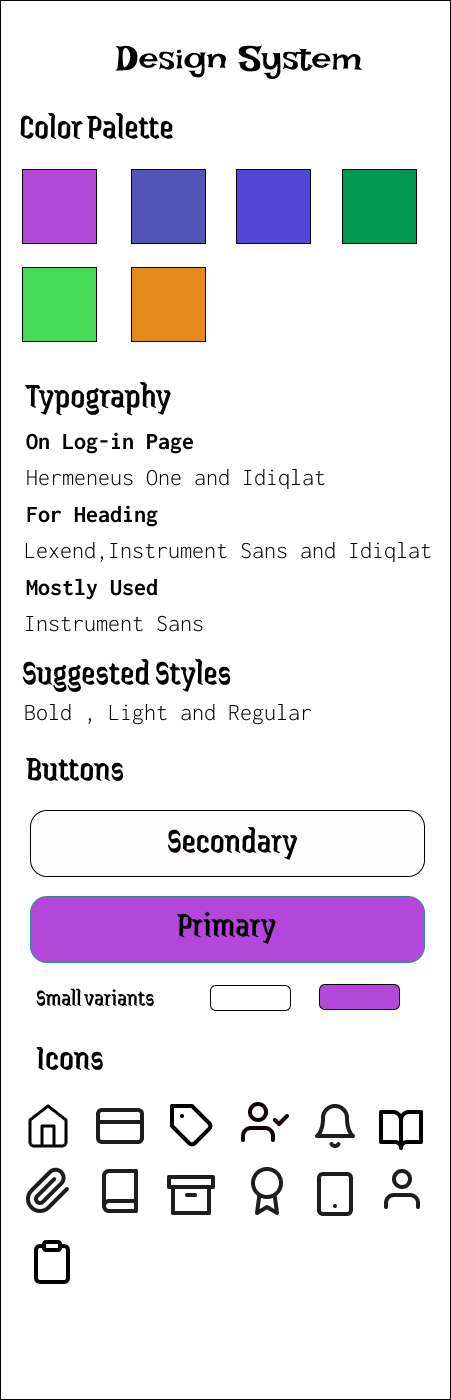 Design System
Color Palette
Typography
On Log-in Page
Hermeneus One and Idiqlat
For Heading
Lexend,Instrument Sans and Idiqlat
Mostly Used
Instrument Sans
Suggested Styles
Bold , Light and Regular
Buttons
Secondary
Primary
Small variants
Icons